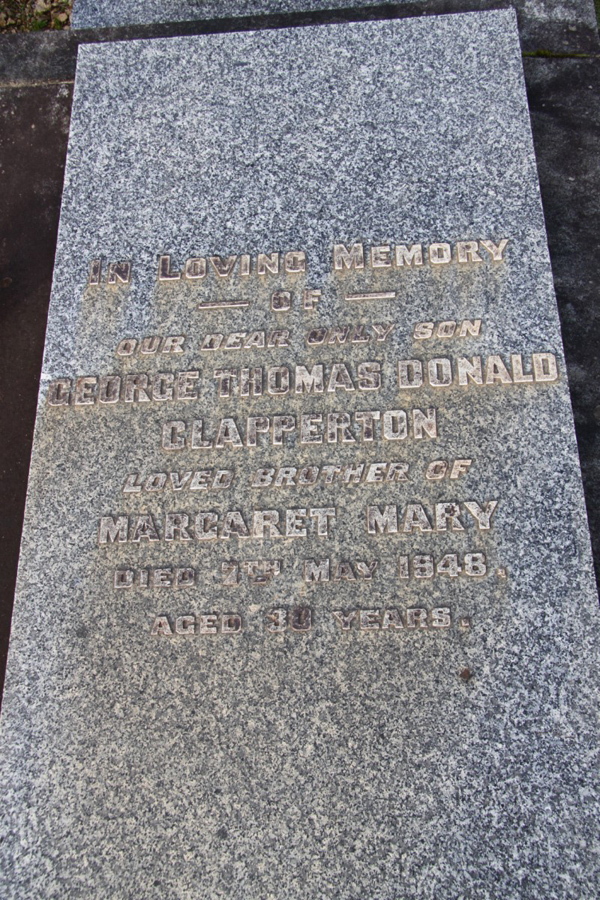 IN LOVING MEMORY
— OF —
OUR DEAR ONLY SON
GEORGE THOMAS DONALD
CLAPPERTON
LOVED BROTHER OF
MARGARET MARY
DIED 7TH MAY 1948.
AGED YEARS.